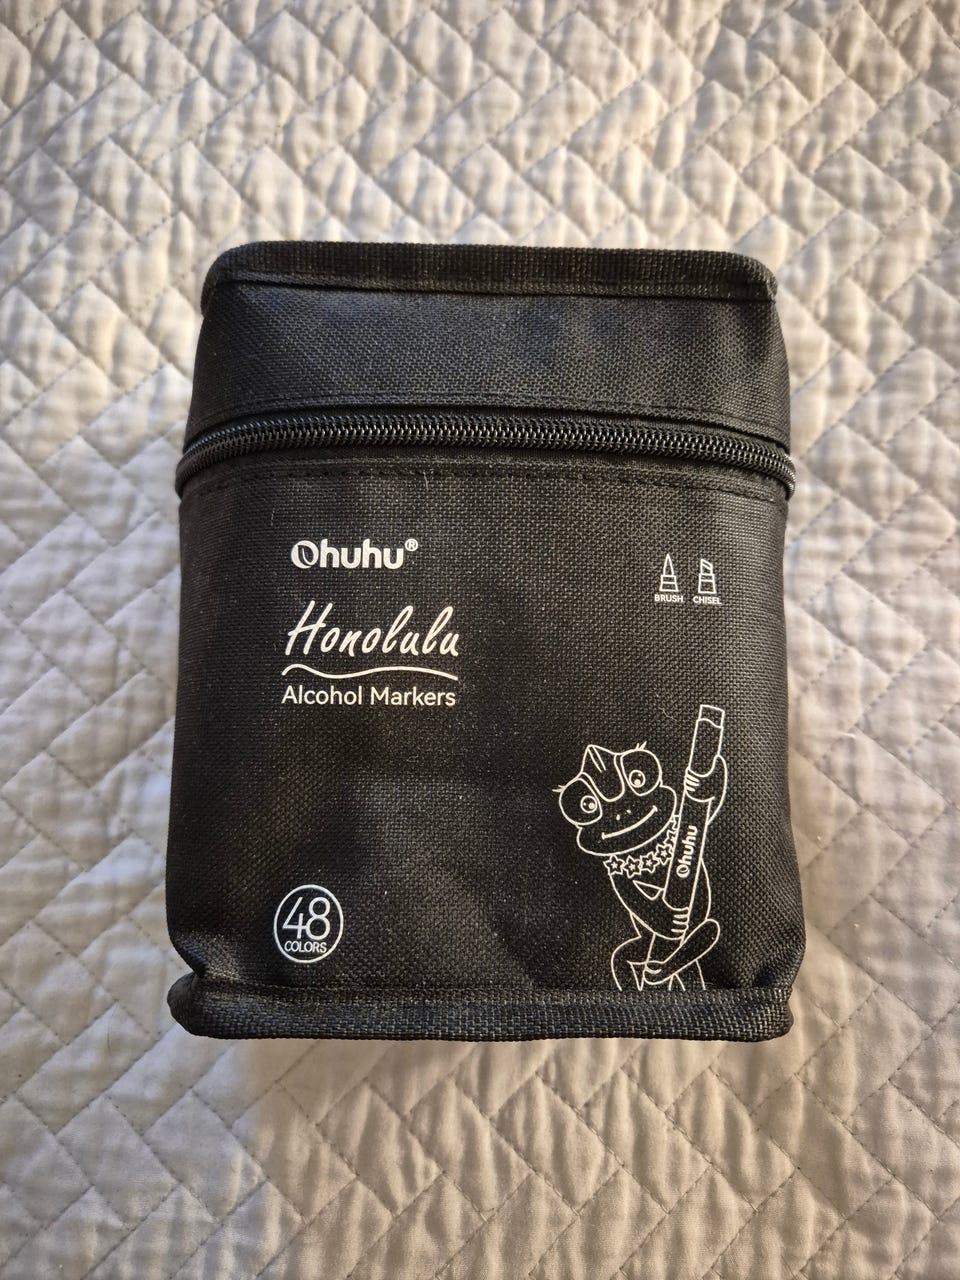 Ohuhu®
BRUSH CHISEL
Honolulu
Alcohol Markers
Ohuhu
48
COLORS